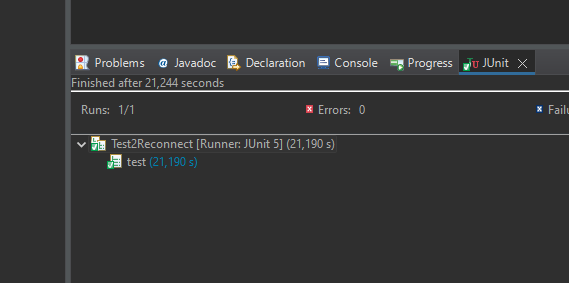 Problems @ Javadoc Declaration Console Progress JUnit
Finished after 21,244 seconds
Runs: 1/1 Errors: 0
Test2Reconnect [Runner: JUnit 5] (21,190 s)
test (21,190 s)